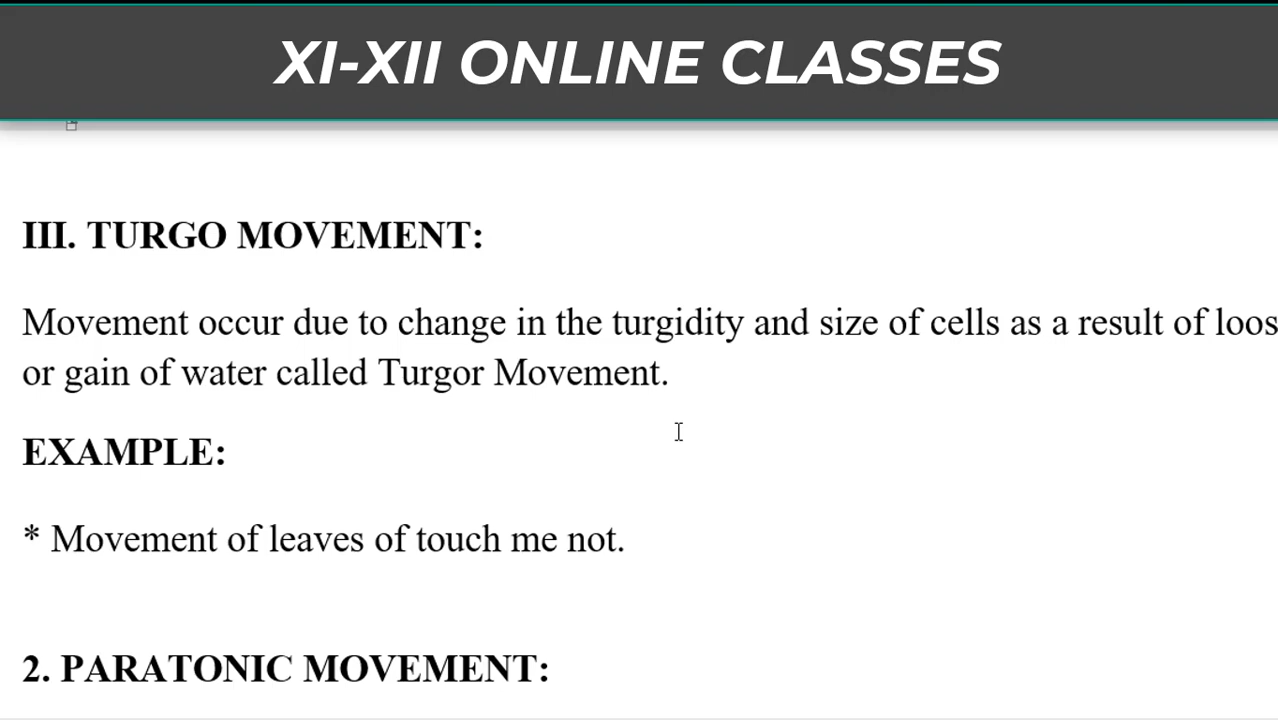 XI-XII ONLINE CLASSES
III. TURGO MOVEMENT:
Movement occur due to change in the turgidity and size of cells as a result of loos
or gain of water called Turgor Movement.
EXAMPLE:
* Movement of leaves of touch me not.
2. PARATONIC MOVEMENT: